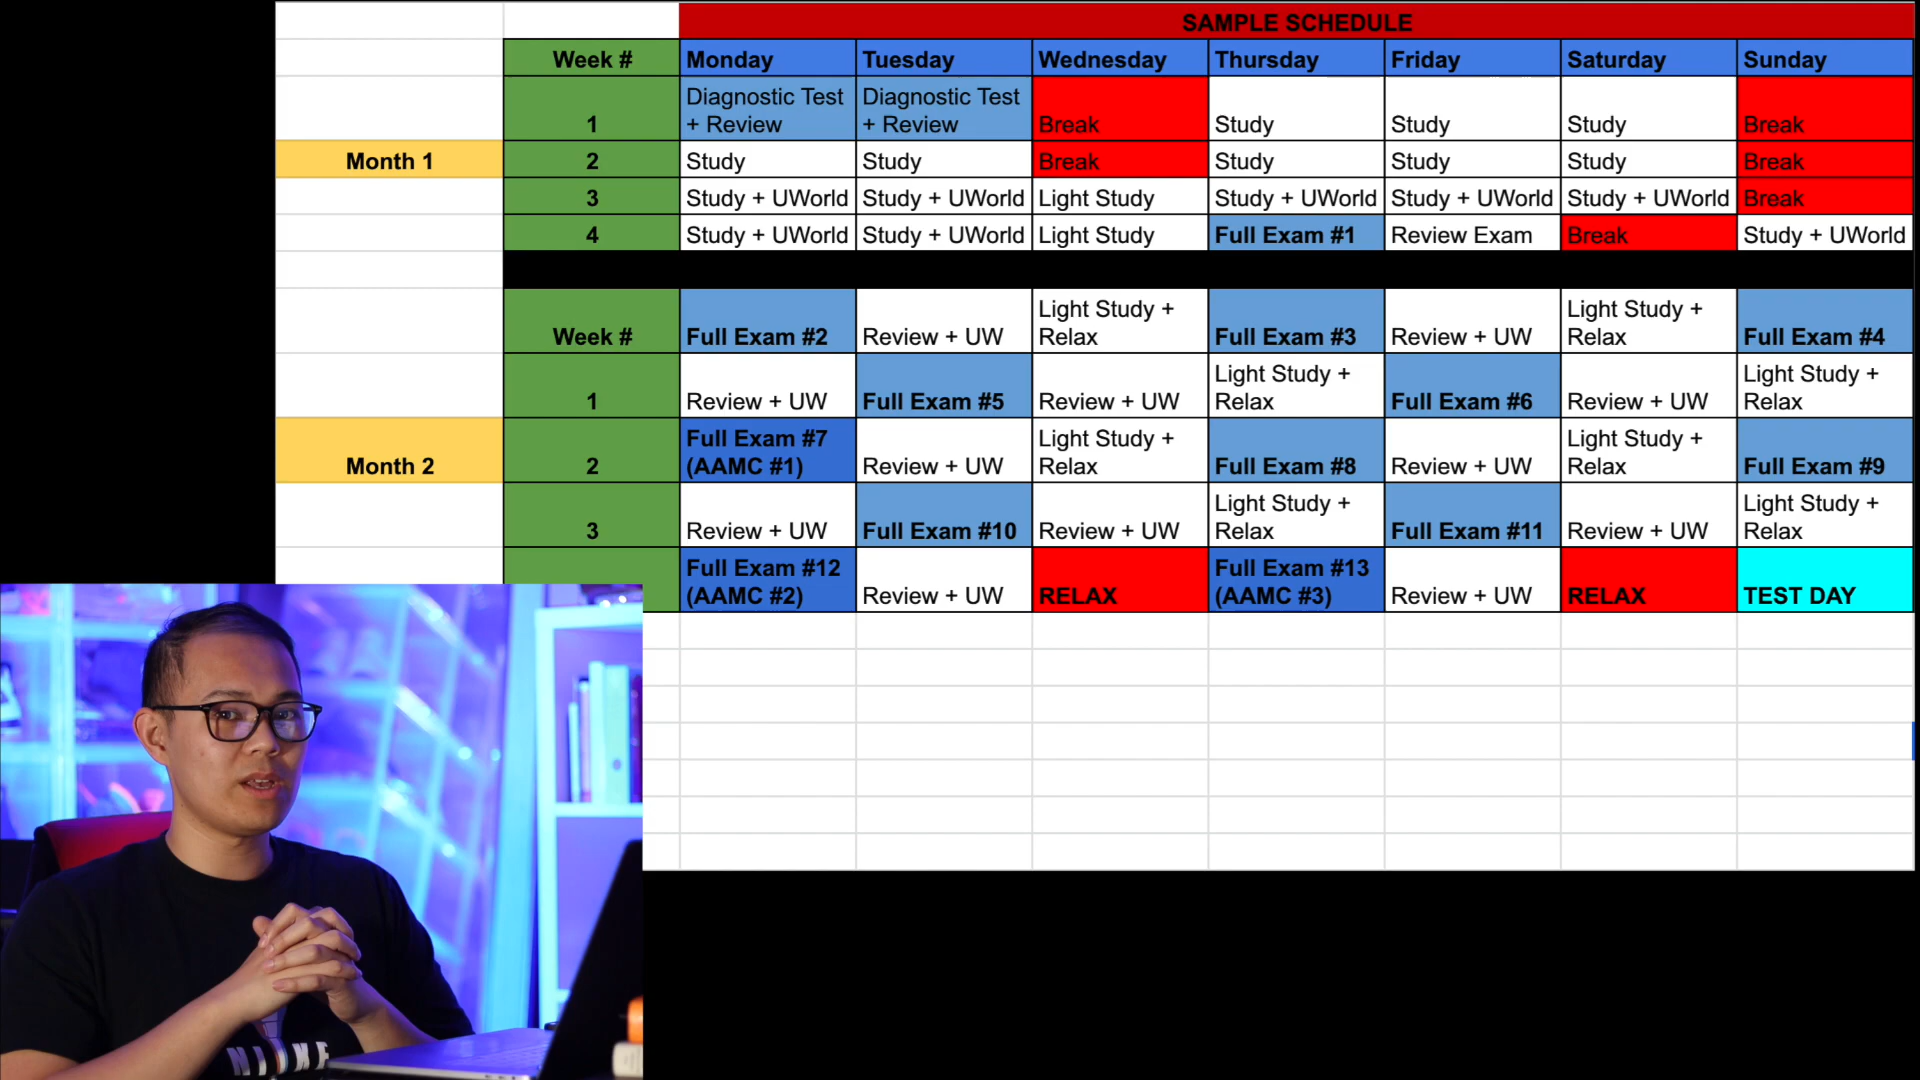 SAMPLE SCHEDULE
Week # Monday Tuesday Wednesday Thursday Friday Saturday Sunday
Diagnostic Test Diagnostic Test
1 + Review + Review Break Study Study Study Break
Month 1 2 Study Study Break Study Study Study Break
3 Study + UWorld Study + UWorld Light Study Study + UWorld Study + UWorld Study + UWorld Break
4 Study + UWorld Study + UWorld Light Study Full Exam #1 Review Exam Break Study + UWorld
Light Study + Light Study +
Week # Full Exam #2 Review + UW Relax Full Exam #3 Review + UW Relax Full Exam #4
Light Study + Light Study +
1 Review + UW Full Exam #5 Review + UW Relax Full Exam #6 Review + UW Relax
Full Exam #7 Light Study + Light Study +
Month 2 2 (AAMC #1) Review + UW Relax Full Exam #8 Review + UW Relax Full Exam #9
Light Study + Light Study +
3 Review + UW Full Exam #10 Review + UW Relax Full Exam #11 Review + UW Relax
Full Exam #12 Full Exam #13
(AAMC #2) Review + UW RELAX (AAMC #3) Review + UW RELAX TEST DAY